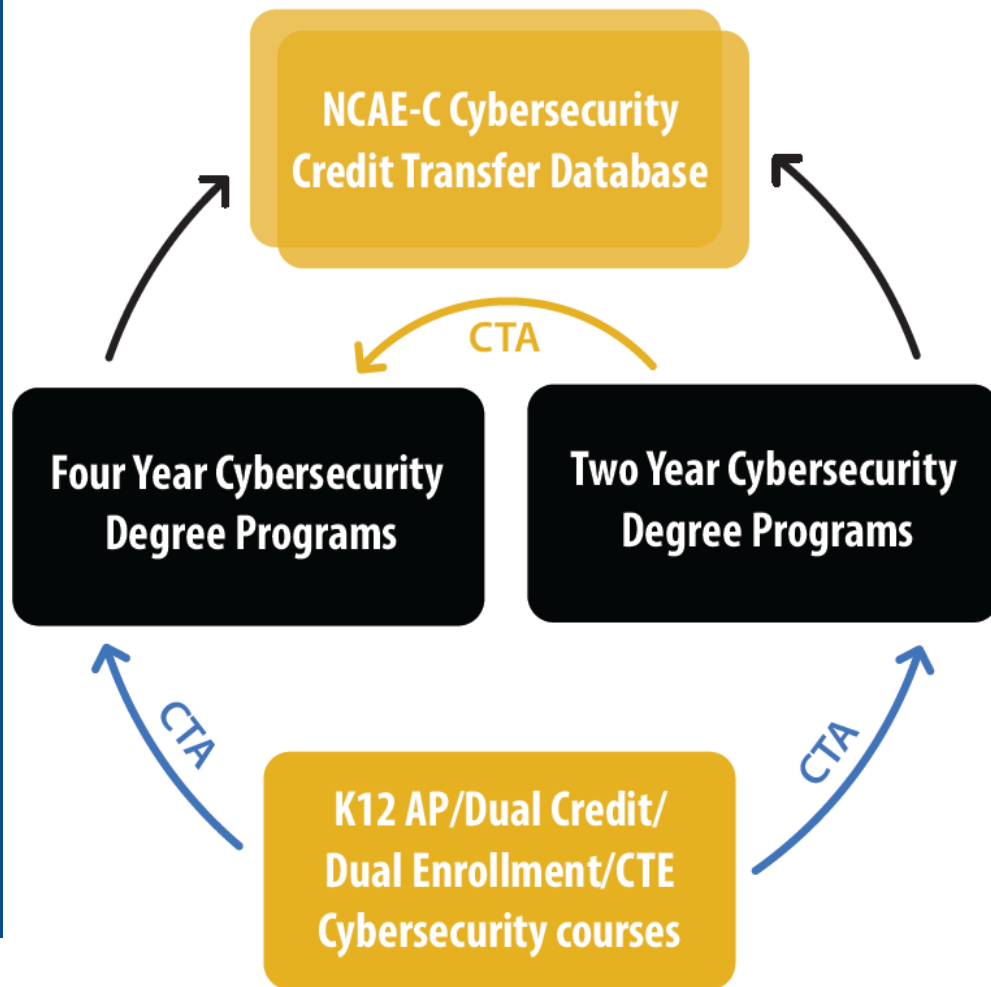 NCAE-C Cybersecurity
Credit Transfer Database
CTA
Four Year Cybersecurity
Degree Programs
Two Year Cybersecurity
Degree Programs
CTA
CTA
K12 AP/Dual Credit/
Dual Enrollment/CTE
Cybersecurity courses